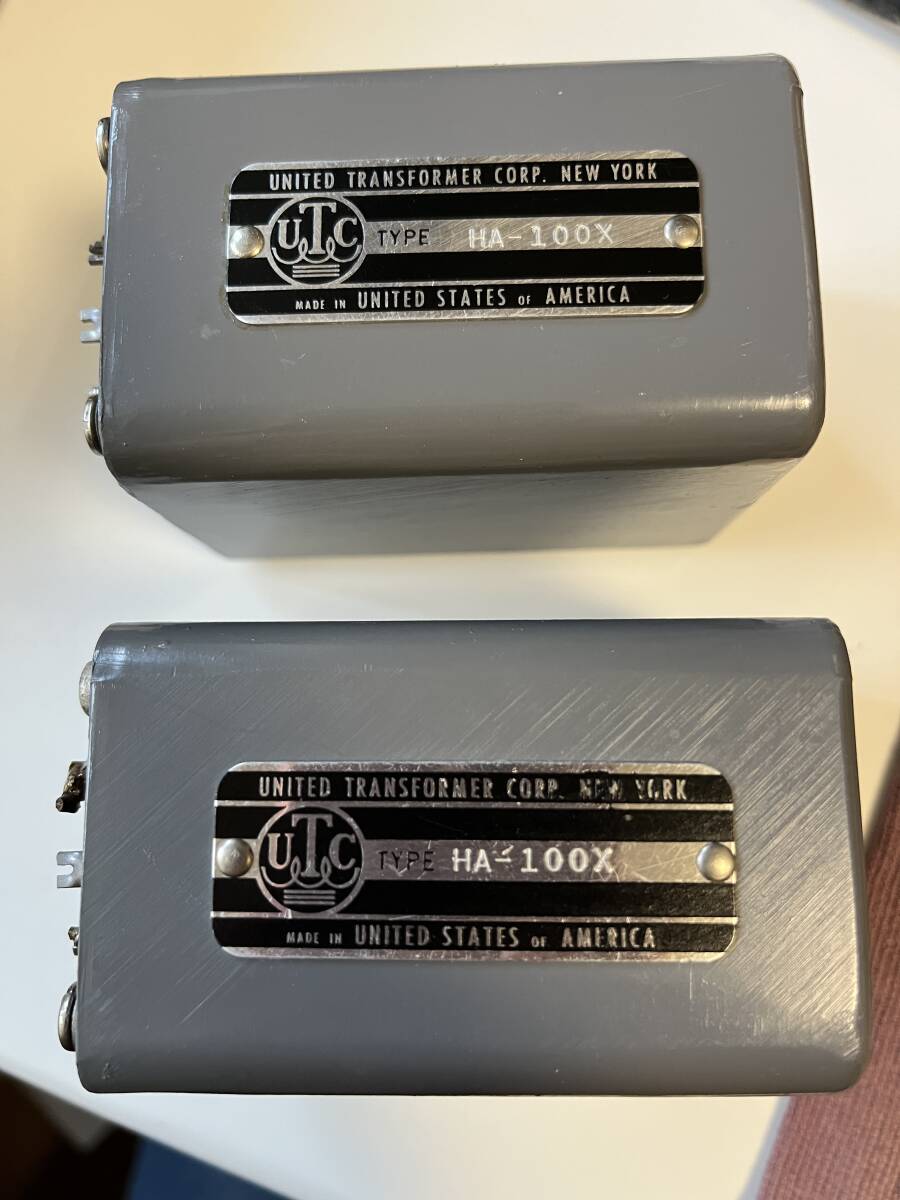 UNITED TRANSFORMER CORP. NEW YORK
UTC TYPE HA-100X
MADE IN UNITED STATES OF AMERICA
UNITED TRANSFORMER CORP. NEW YORK
UTC TYPE HA-100X
MADE IN UNITED STATES OF AMERICA